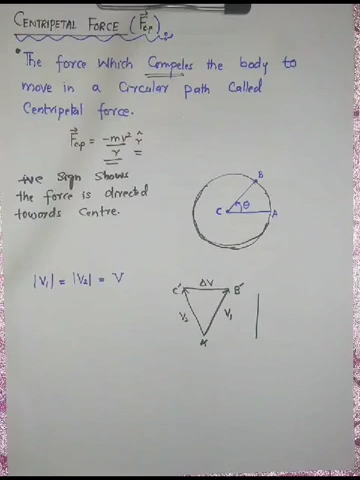 CENTRIPETAL FORCE (F⃗cp)
• The force which Compeles the body to
move in a Circular path Called
Centripetal force.
F⃗cp = -mv²/r r̂
-ive Sign Shows
the force is directed
towards Centre.
B
C θ A
|V₁| = |V₂| = V
C' ΔV B'
V₂ V₁
A'